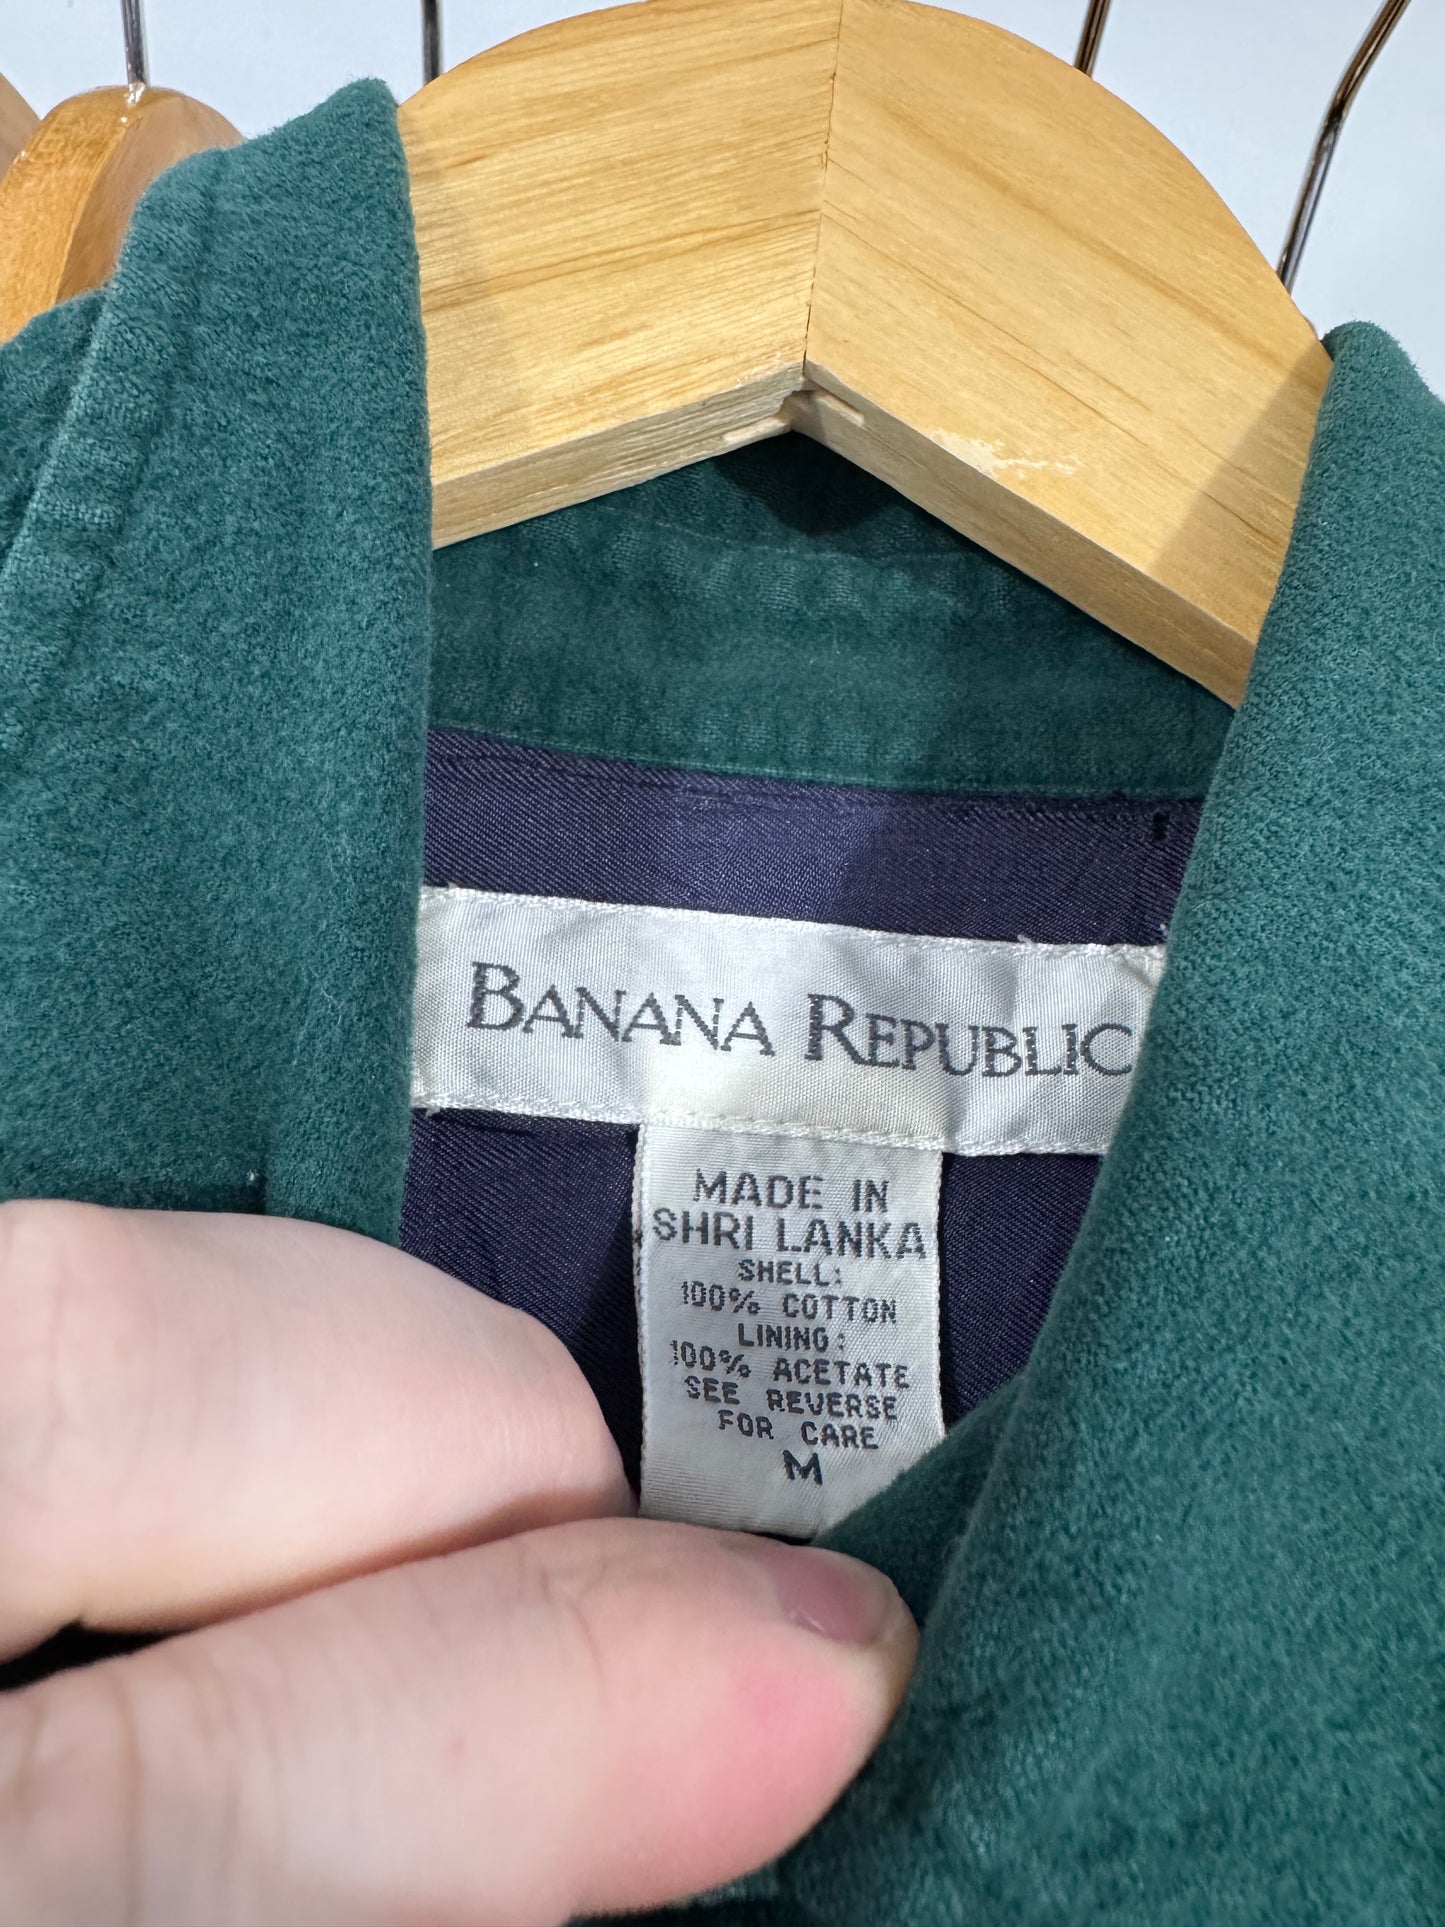 BANANA REPUBLIC
MADE IN
SHRI LANKA
SHELL:
100% COTTON
LINING:
100% ACETATE
SEE REVERSE
FOR CARE
M